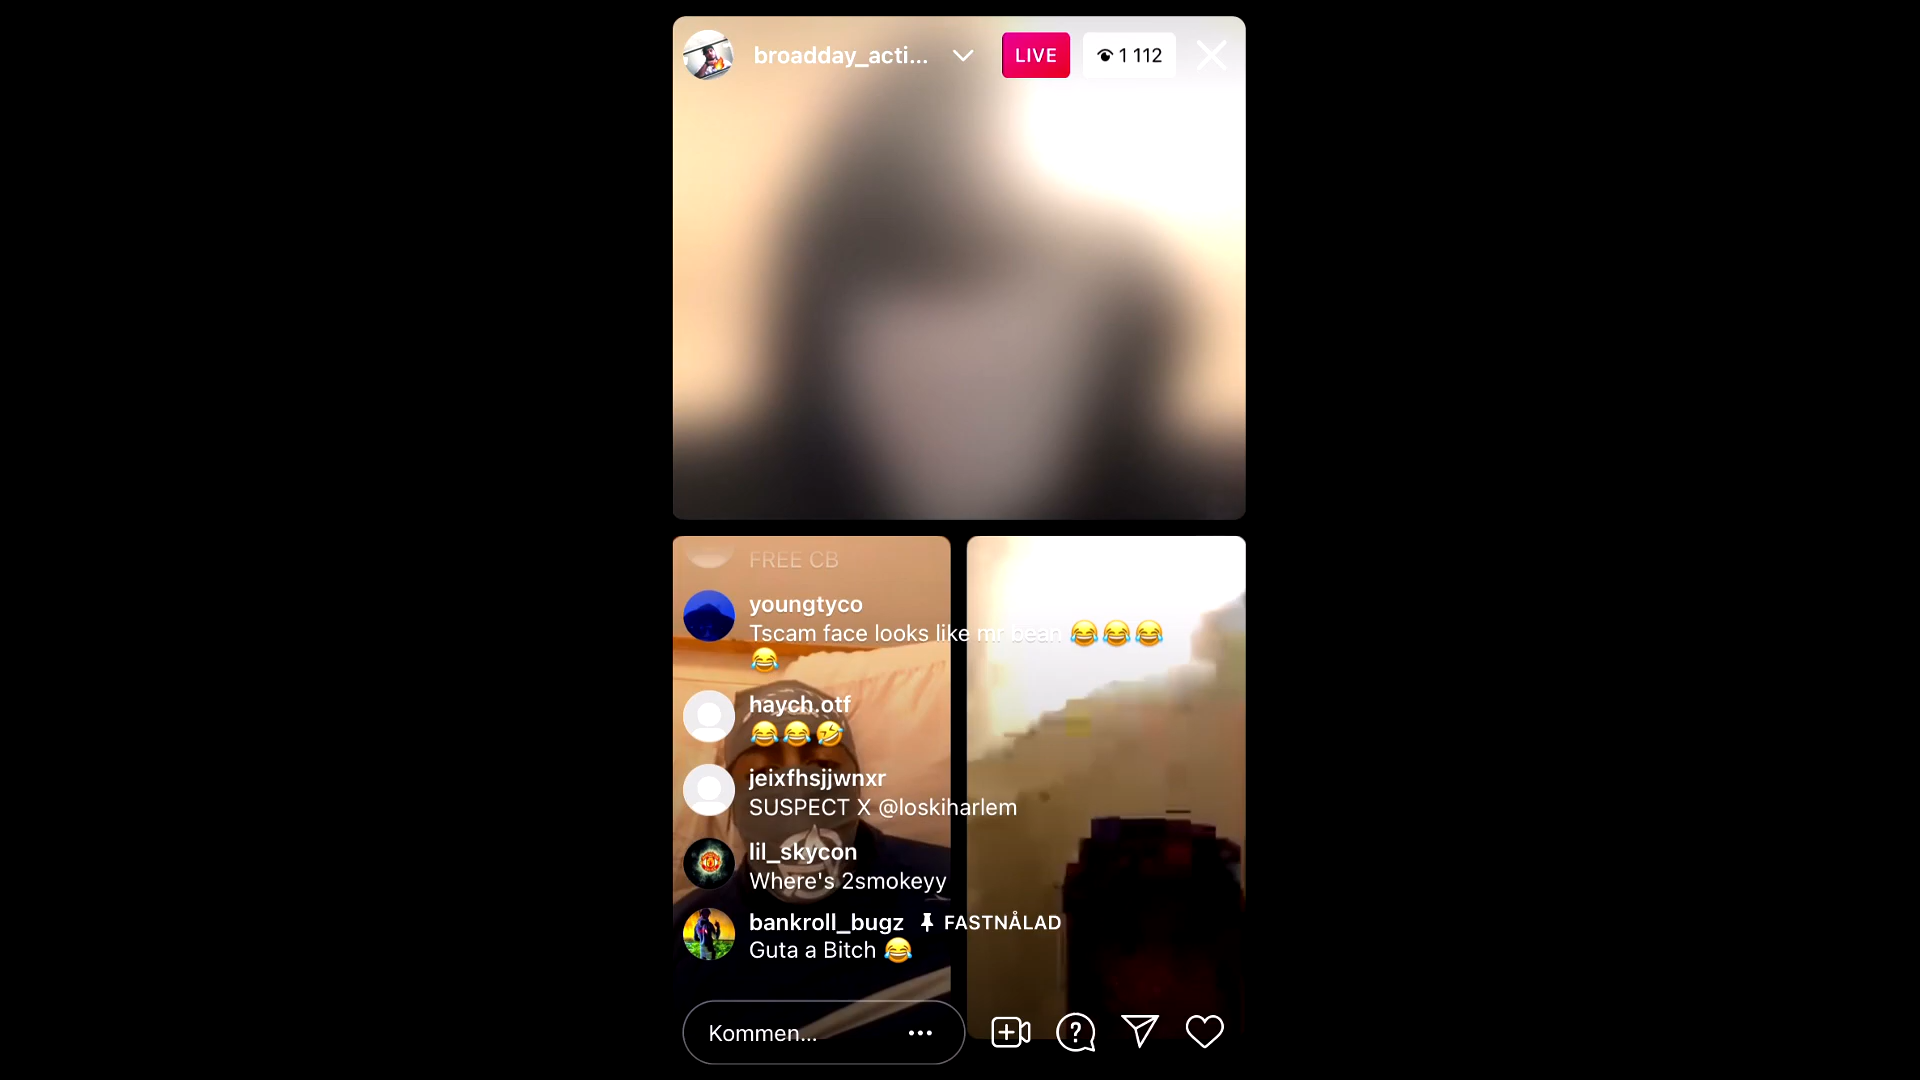 broadday_acti...
LIVE
1 112
FREE CB
youngtyco
Tscam face looks like mr bean 😂😂😂
😂
haych.otf
😂😂🤣
jeixfhsjjwnxr
SUSPECT X @loskiharlem
lil_skycon
Where's 2smokeyy
bankroll_bugz FASTNÅLAD
Guta a Bitch 😂
Kommen...